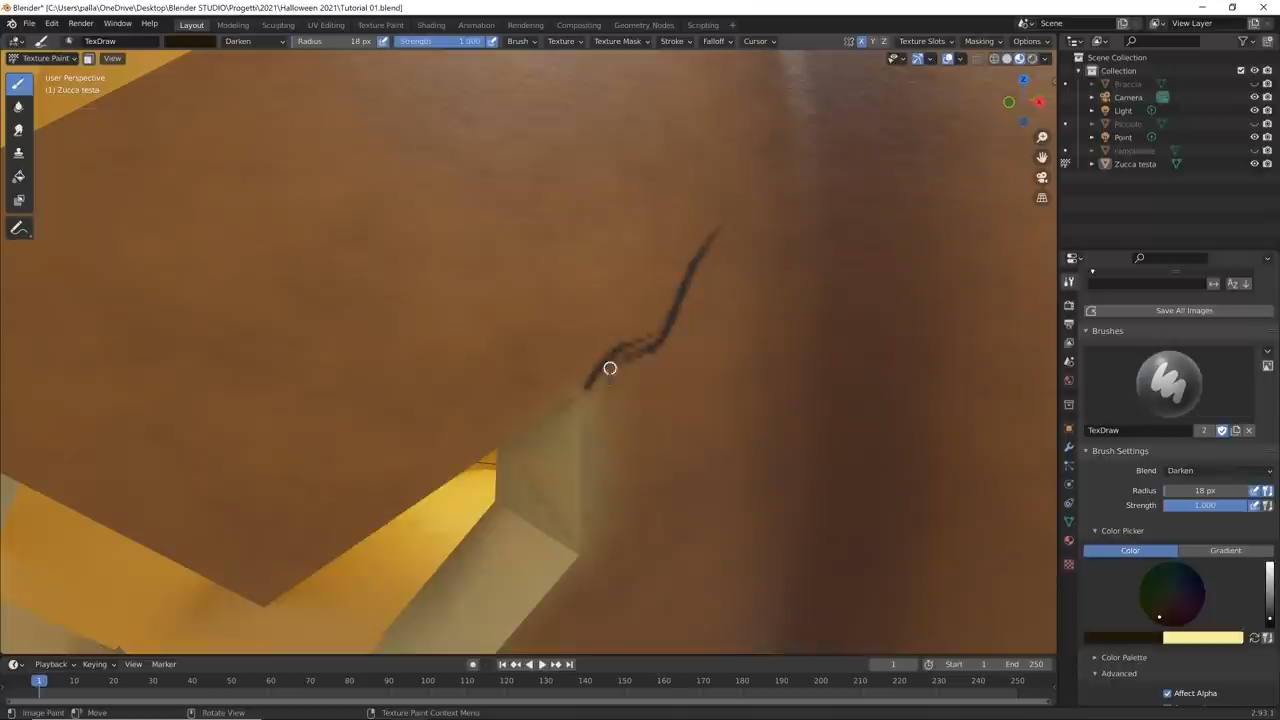 Blender* [C:\Users\palla\OneDrive\Desktop\Blender STUDIO\Progetti\2021\Halloween 2021\Tutorial 01.blend]
File Edit Render Window Help Layout Modeling Sculpting UV Editing Texture Paint Shading Animation Rendering Compositing Geometry Nodes Scripting + Scene View Layer
TexDraw Darken Radius 18 px Strength 1.000 Brush Texture Texture Mask Stroke Falloff Cursor X Y Z Texture Slots Masking Options
Texture Paint View
User Perspective
(1) Zucca testa
Z
X
Scene Collection
Collection
Braccia
Camera
Light
Picciolo
Point
Zucca testa
Save All Images
Brushes
TexDraw 2
Brush Settings
Blend Darken
Radius 18 px
Strength 1.000
Color Picker
Color Gradient
Color Palette
Advanced
Affect Alpha
Playback Keying View Marker 1 Start 1 End 250
1 10 20 30 40 50 60 70 80 90 100 110 120 130 140 150 160 170 180 190 200 210 220 230 240 250
Image Paint Move Rotate View Texture Paint Context Menu 2.93.1